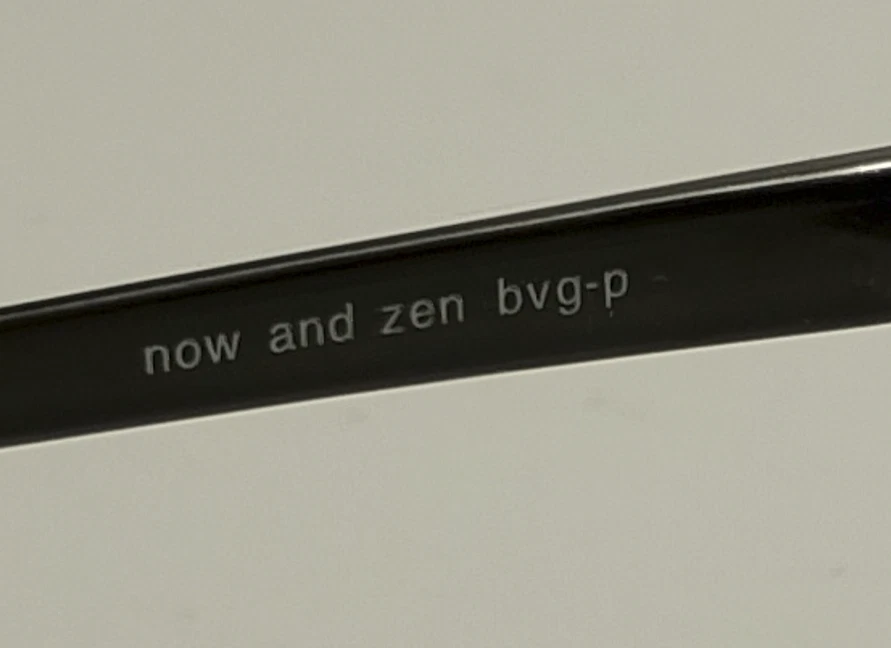 now and zen bvg-p